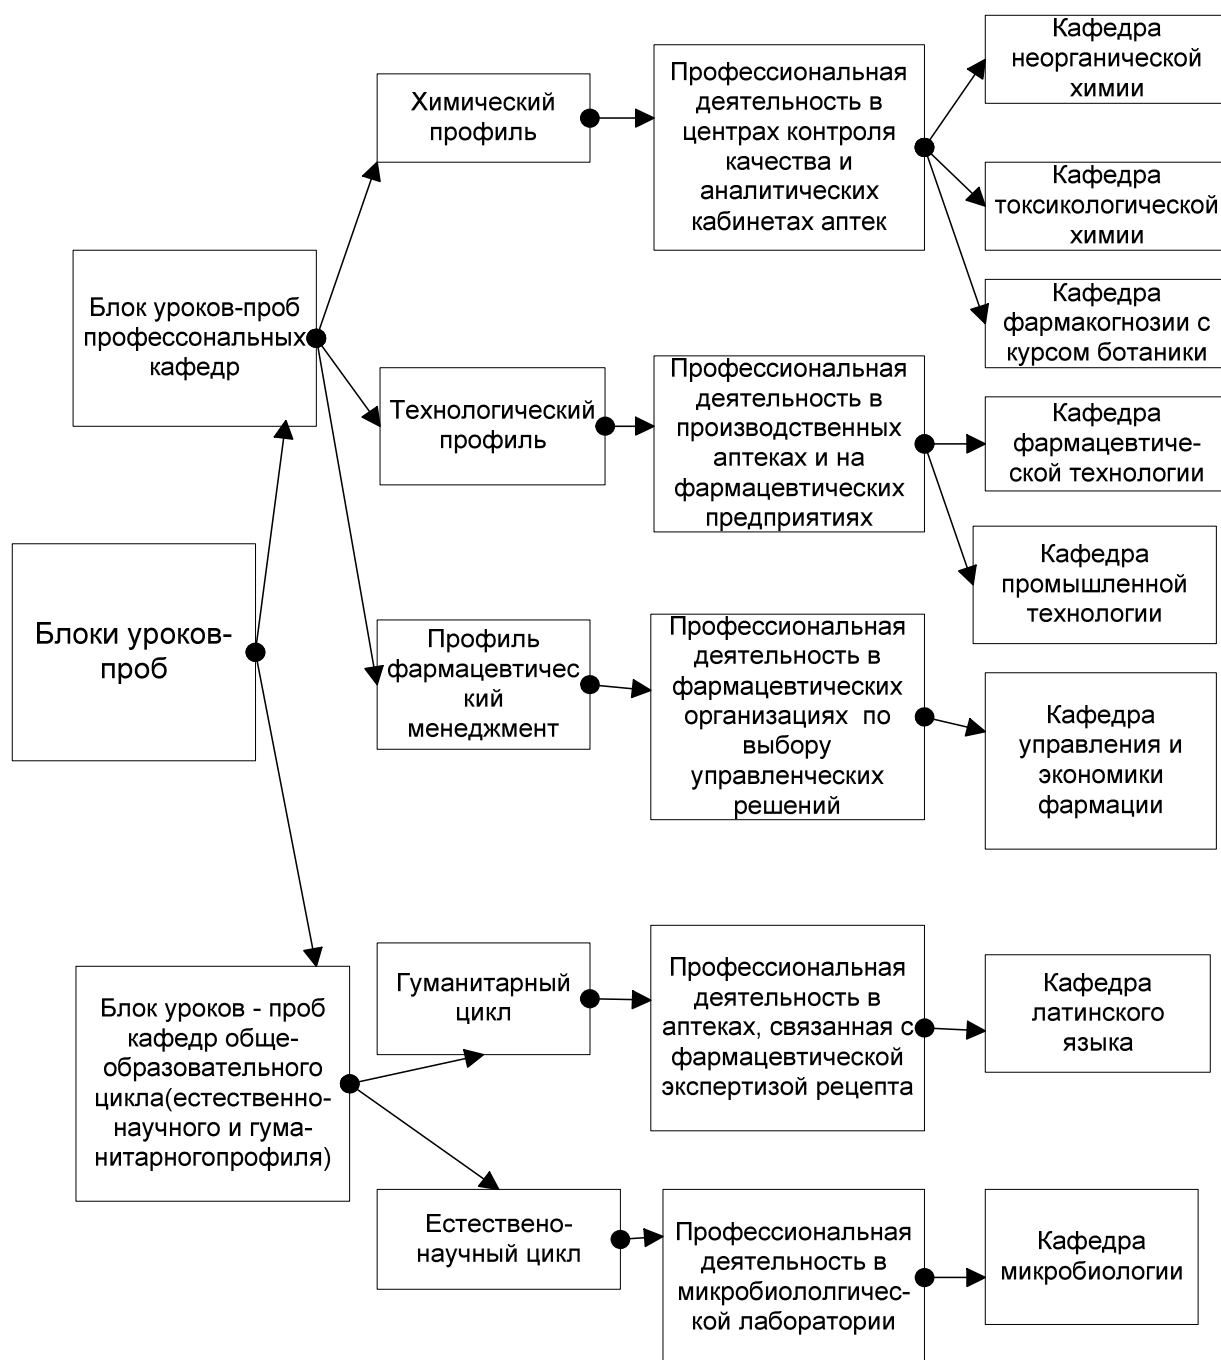 Кафедра
неорганической
химии
Химический
профиль
Профессиональная
деятельность в
центрах контроля
качества и
аналитических
кабинетах аптек
Кафедра
токсикологической
химии
Блок уроков-проб
профессональных
кафедр
Кафедра
фармакогнозии с
курсом ботаники
Технологический
профиль
Профессиональная
деятельность в
производственных
аптеках и на
фармацевтических
предприятиях
Кафедра
фармацевтиче-
ской технологии
Кафедра
промышленной
технологии
Блоки уроков-
проб
Профиль
фармацевтичес
кий
менеджмент
Профессиональная
деятельность в
фармацевтических
организациях  по
выбору
управленческих
решений
Кафедра
управления и
экономики
фармации
Блок уроков - проб
кафедр обще-
образовательного
цикла(естественно-
научного и гума-
нитарногопрофиля)
Гуманитарный
цикл
Профессиональная
деятельность в
аптеках, связанная с
фармацевтической
экспертизой рецепта
Кафедра
латинского
языка
Естествено-
научный цикл
Профессиональная
деятельность в
микробиололгичес-
кой лаборатории
Кафедра
микробиологии